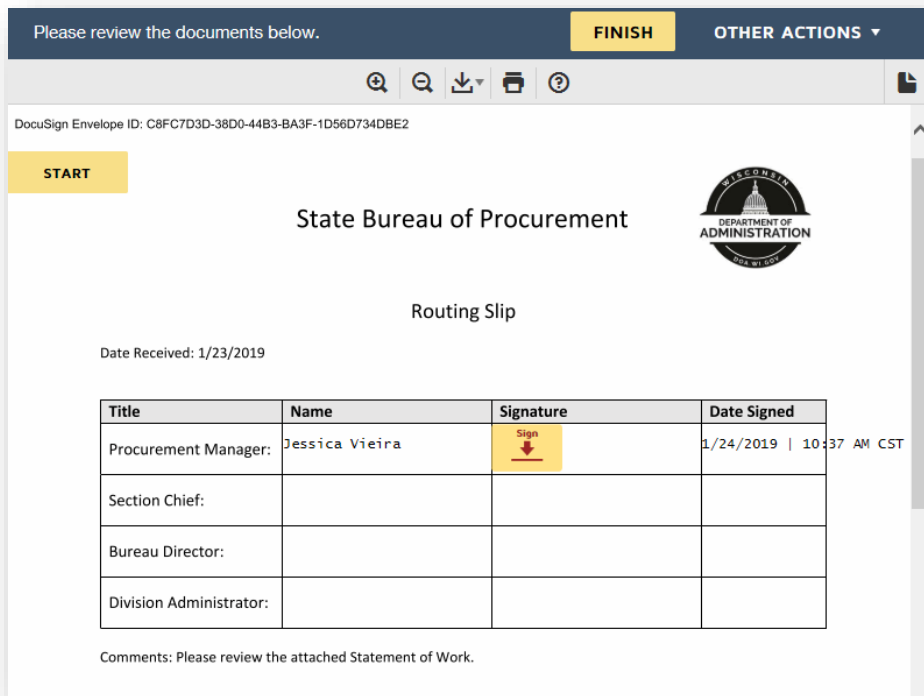 Please review the documents below. FINISH OTHER ACTIONS
DocuSign Envelope ID: C8FC7D3D-38D0-44B3-BA3F-1D56D734DBE2
START
WISCONSIN
DEPARTMENT OF
ADMINISTRATION
DOA.WI.GOV
State Bureau of Procurement
Routing Slip
Date Received: 1/23/2019
Title Name Signature Date Signed
Procurement Manager: Jessica Vieira Sign 1/24/2019 | 10:37 AM CST
Section Chief:
Bureau Director:
Division Administrator:
Comments: Please review the attached Statement of Work.